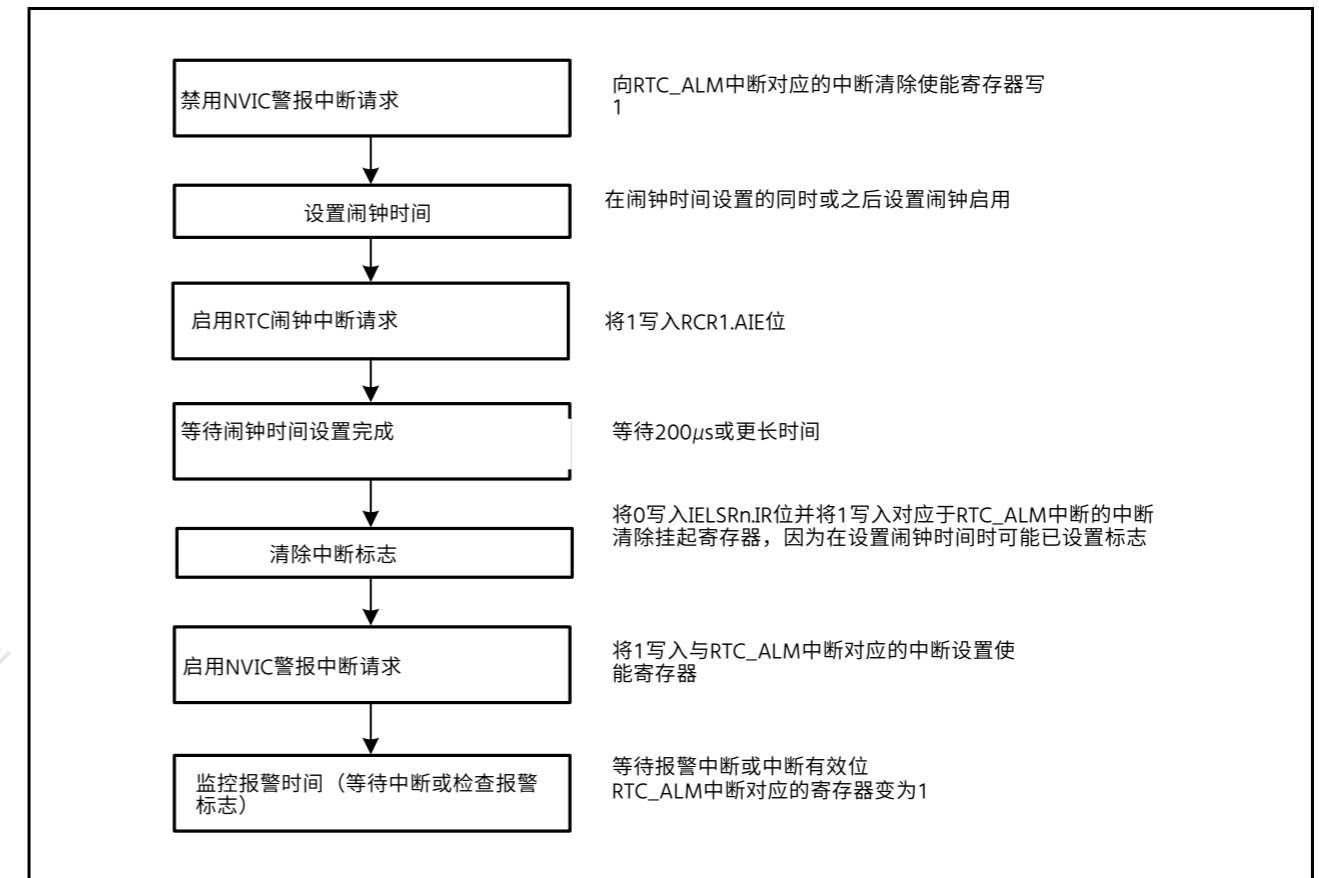 禁用NVIC警报中断请求
向RTC_ALM中断对应的中断清除使能寄存器写
1
设置闹钟时间
在闹钟时间设置的同时或之后设置闹钟启用
启用RTC闹钟中断请求
将1写入RCR1.AIE位
等待闹钟时间设置完成
等待200μs或更长时间
将0写入IELSRn.IR位并将1写入对应于RTC_ALM中断的中断
清除挂起寄存器，因为在设置闹钟时间时可能已设置标志
清除中断标志
启用NVIC警报中断请求
将1写入与RTC_ALM中断对应的中断设置使
能寄存器
监控报警时间（等待中断或检查报警
标志）
等待报警中断或中断有效位
RTC_ALM中断对应的寄存器变为1